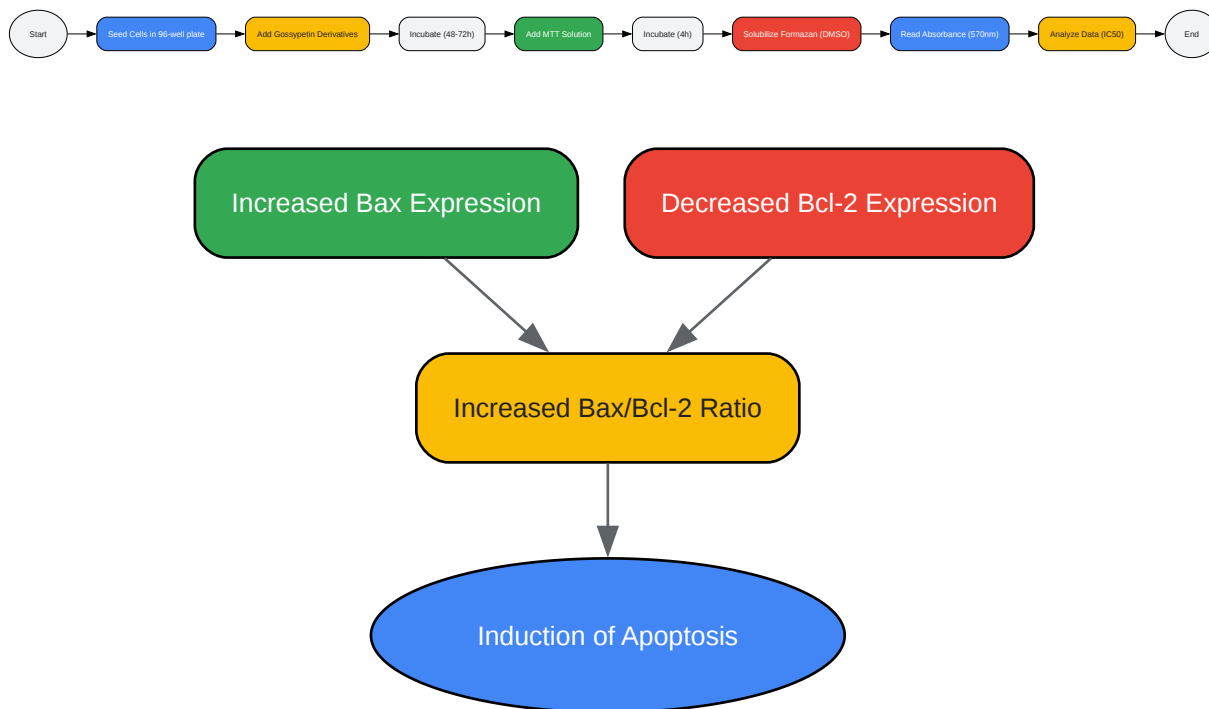 Start
Seed Cells in 96-well plate
Add Gossypetin Derivatives
Incubate (48-72h)
Add MTT Solution
Incubate (4h)
Solubilize Formazan (DMSO)
Read Absorbance (570nm)
Analyze Data (IC50)
End
Increased Bax Expression
Decreased Bcl-2 Expression
Increased Bax/Bcl-2 Ratio
Induction of Apoptosis